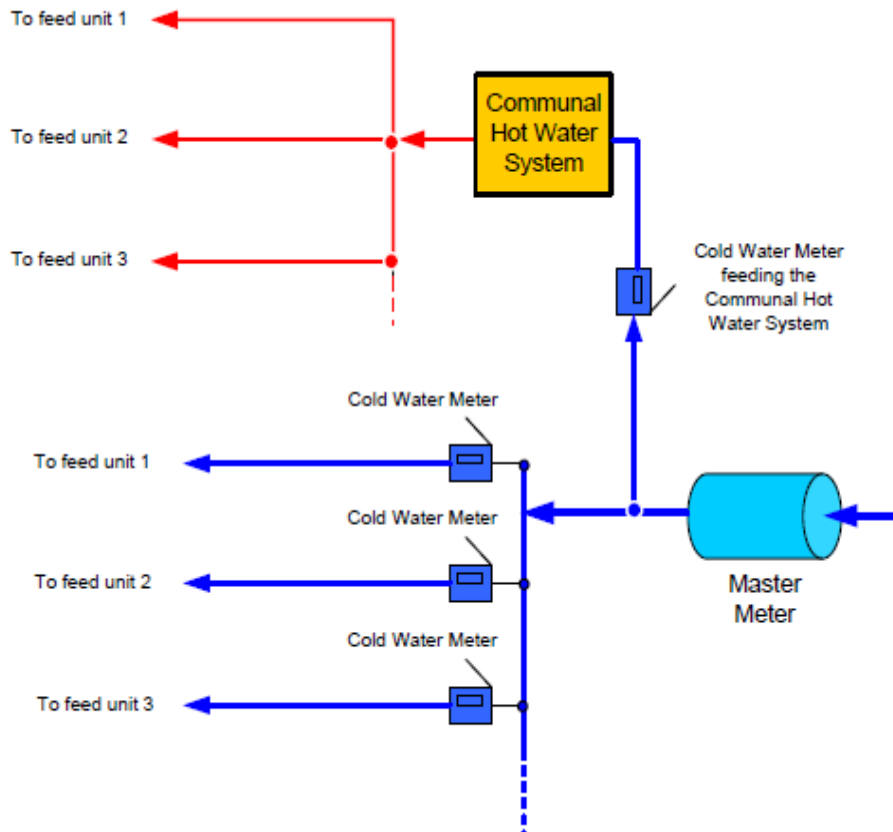 To feed unit 1
Communal
Hot Water
System
To feed unit 2
To feed unit 3
Cold Water Meter
feeding the
Communal Hot
Water System
Cold Water Meter
To feed unit 1
Cold Water Meter
To feed unit 2
Master
Meter
Cold Water Meter
To feed unit 3